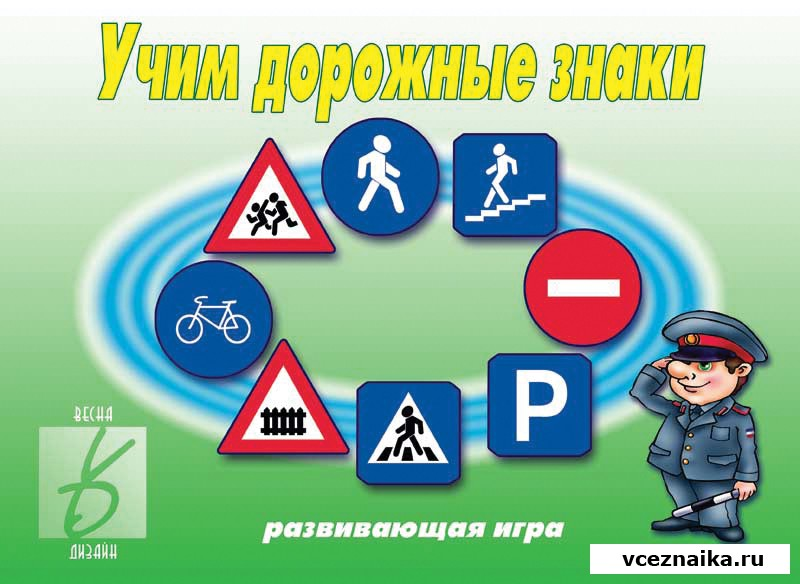 Учим дорожные знаки
P
ВЕСНА
ДИЗАЙН
развивающая игра
vceznaika.ru